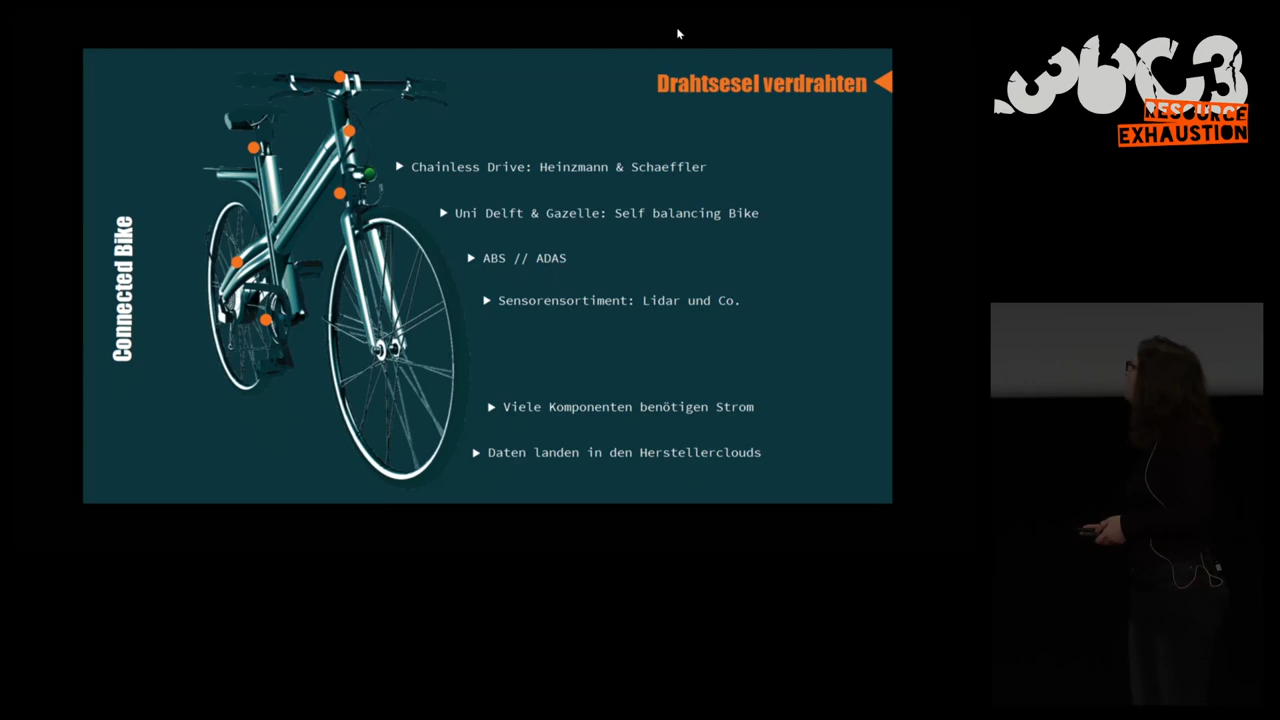 Drahtsesel verdrahten
Connected Bike
Chainless Drive: Heinzmann & Schaeffler
Uni Delft & Gazelle: Self balancing Bike
ABS // ADAS
Sensorensortiment: Lidar und Co.
Viele Komponenten benötigen Strom
Daten landen in den Herstellerclouds
36C3
RESOURCE
EXHAUSTION